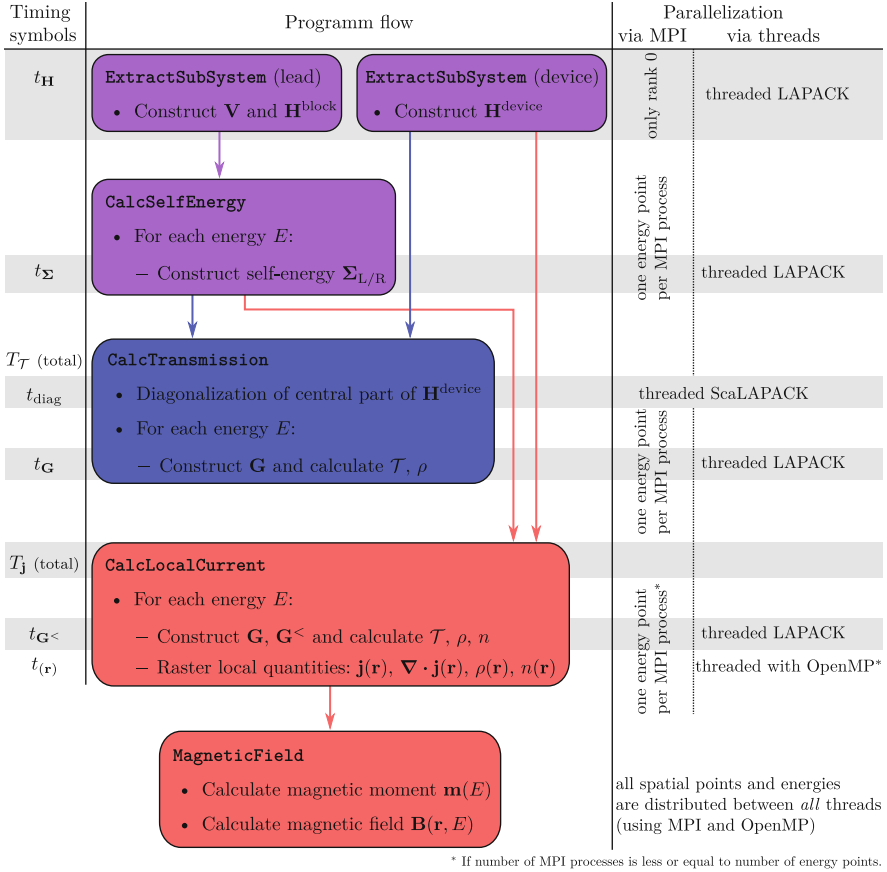 Timing symbols
Programm flow
Parallelization
via MPI
via threads
t_H
ExtractSubSystem (lead)
• Construct V and H^block
ExtractSubSystem (device)
• Construct H^device
only rank 0
threaded LAPACK
CalcSelfEnergy
• For each energy E:
one energy point
per MPI process
t_Σ
– Construct self-energy Σ_L/R
threaded LAPACK
T_𝒯 (total)
CalcTransmission
t_diag
• Diagonalization of central part of H^device
threaded ScaLAPACK
• For each energy E:
one energy point
per MPI process
t_G
– Construct G and calculate 𝒯, ρ
threaded LAPACK
T_j (total)
CalcLocalCurrent
• For each energy E:
one energy point
per MPI process*
t_G<
– Construct G, G^< and calculate 𝒯, ρ, n
threaded LAPACK
t_(r)
– Raster local quantities: j(r), ∇ · j(r), ρ(r), n(r)
threaded with OpenMP*
MagneticField
• Calculate magnetic moment m(E)
• Calculate magnetic field B(r, E)
all spatial points and energies
are distributed between all threads
(using MPI and OpenMP)
* If number of MPI processes is less or equal to number of energy points.